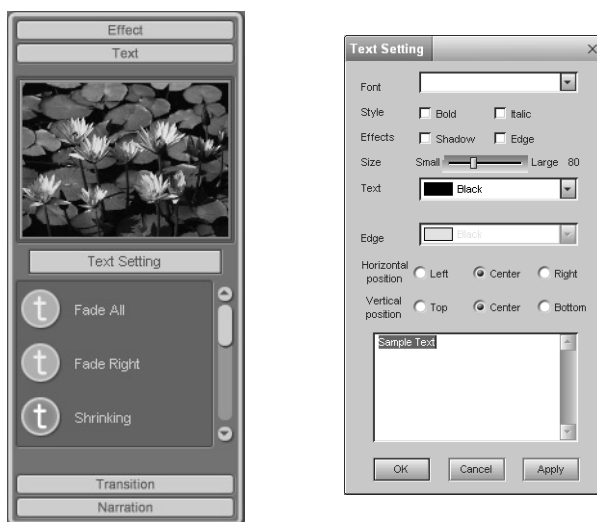 Effect
Text
Text Setting
t Fade All
t Fade Right
t Shrinking
Transition
Narration
Text Setting ×
Font
Style Bold Italic
Effects Shadow Edge
Size Small Large 80
Text Black
Edge Black
Horizontal
position Left Center Right
Vertical
position Top Center Bottom
Sample Text
OK Cancel Apply